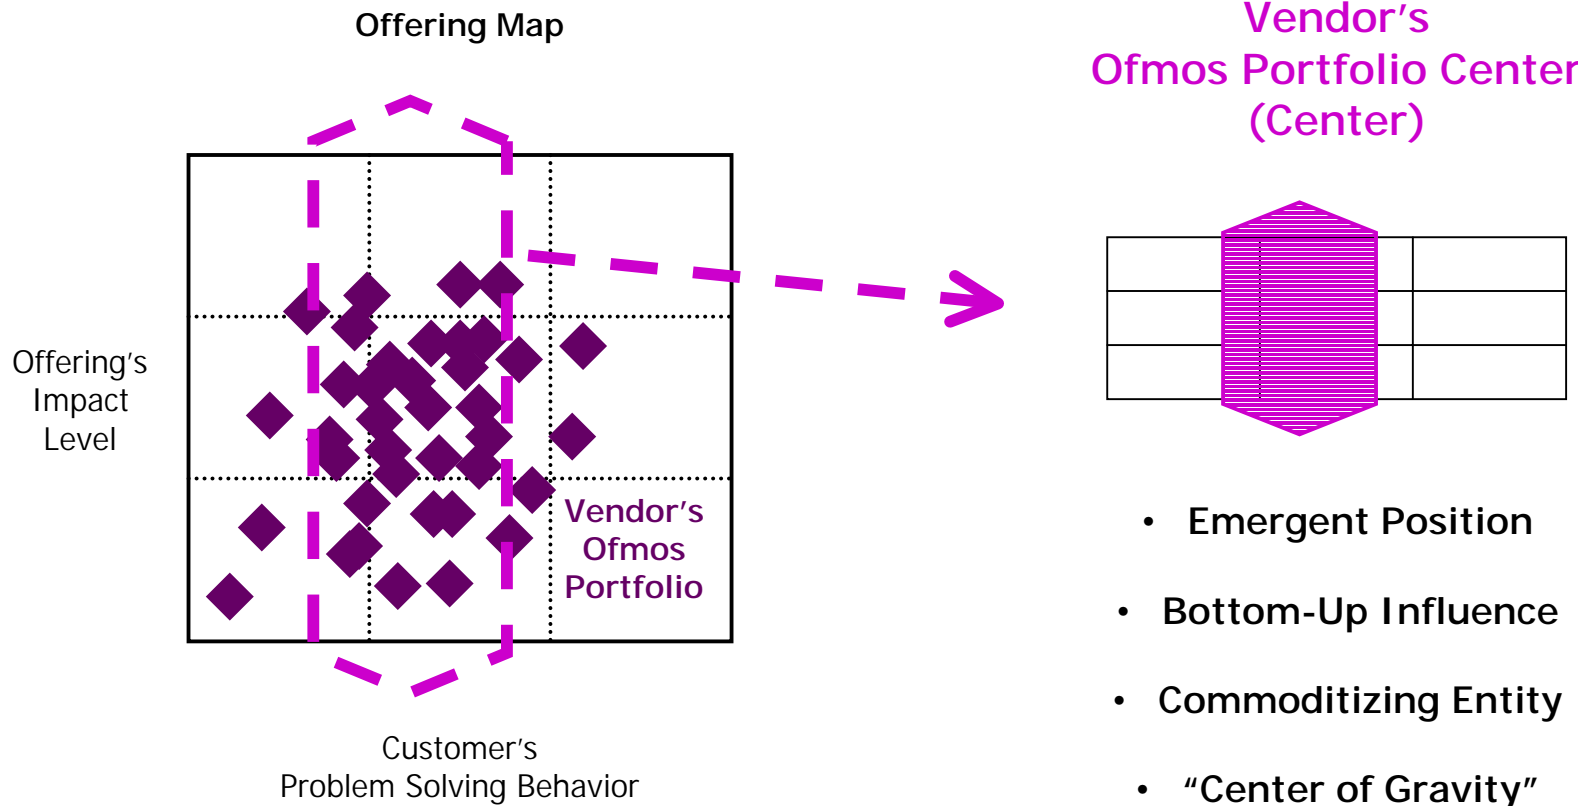 Offering Map
Offering's
Impact
Level
Vendor's
Ofmos
Portfolio
Customer's
Problem Solving Behavior
Vendor's
Ofmos Portfolio Center
(Center)
• Emergent Position
• Bottom-Up Influence
• Commoditizing Entity
• “Center of Gravity”